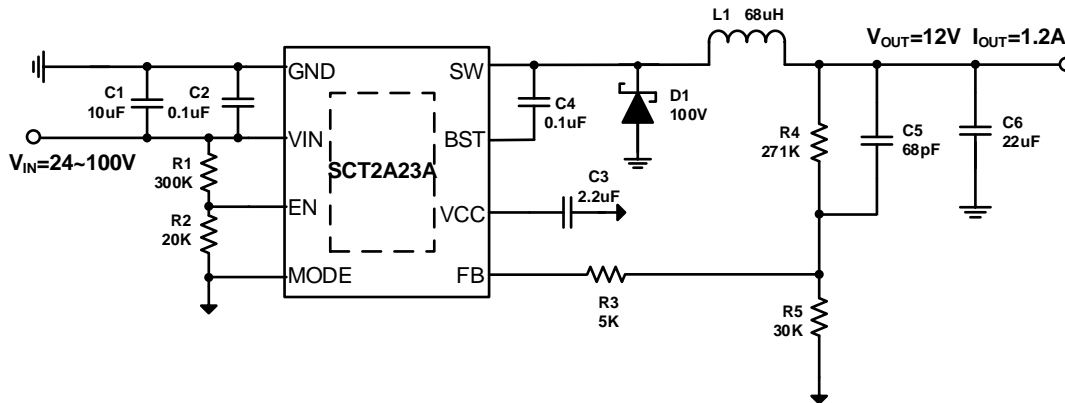 L1 68uH
VOUT=12V IOUT=1.2A
GND
SW
C1
10uF
C2
0.1uF
C4
0.1uF
D1
100V
R4
271K
C5
68pF
C6
22uF
VIN
BST
VIN=24~100V
R1
300K
SCT2A23A
C3
2.2uF
EN
VCC
R2
20K
MODE
FB
R3
5K
R5
30K